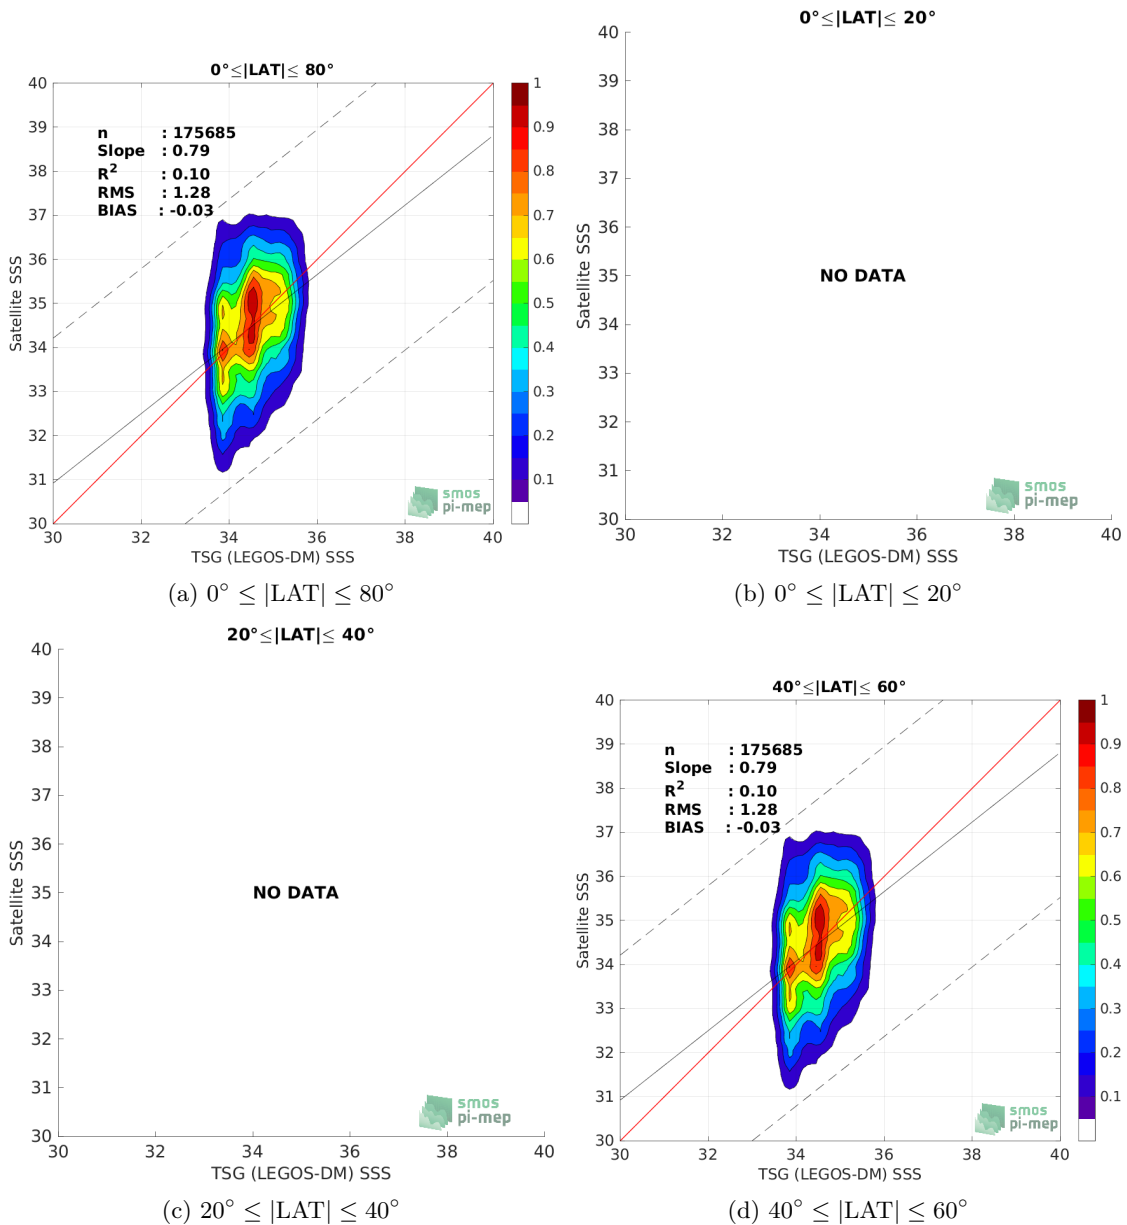 0°≤|LAT|≤ 80°
n : 175685
Slope : 0.79
R² : 0.10
RMS : 1.28
BIAS : -0.03
40
39
38
37
36
35
34
33
32
31
30
Satellite SSS
30 32 34 36 38 40
TSG (LEGOS-DM) SSS
smos
pi-mep
1
0.9
0.8
0.7
0.6
0.5
0.4
0.3
0.2
0.1
(a) 0° ≤ |LAT| ≤ 80°
0°≤|LAT|≤ 20°
40
39
38
37
36
35
34
33
32
31
30
Satellite SSS
NO DATA
30 32 34 36 38 40
TSG (LEGOS-DM) SSS
smos
pi-mep
(b) 0° ≤ |LAT| ≤ 20°
20°≤|LAT|≤ 40°
40
39
38
37
36
35
34
33
32
31
30
Satellite SSS
NO DATA
30 32 34 36 38 40
TSG (LEGOS-DM) SSS
smos
pi-mep
(c) 20° ≤ |LAT| ≤ 40°
40°≤|LAT|≤ 60°
n : 175685
Slope : 0.79
R² : 0.10
RMS : 1.28
BIAS : -0.03
40
39
38
37
36
35
34
33
32
31
30
Satellite SSS
30 32 34 36 38 40
TSG (LEGOS-DM) SSS
smos
pi-mep
1
0.9
0.8
0.7
0.6
0.5
0.4
0.3
0.2
0.1
(d) 40° ≤ |LAT| ≤ 60°